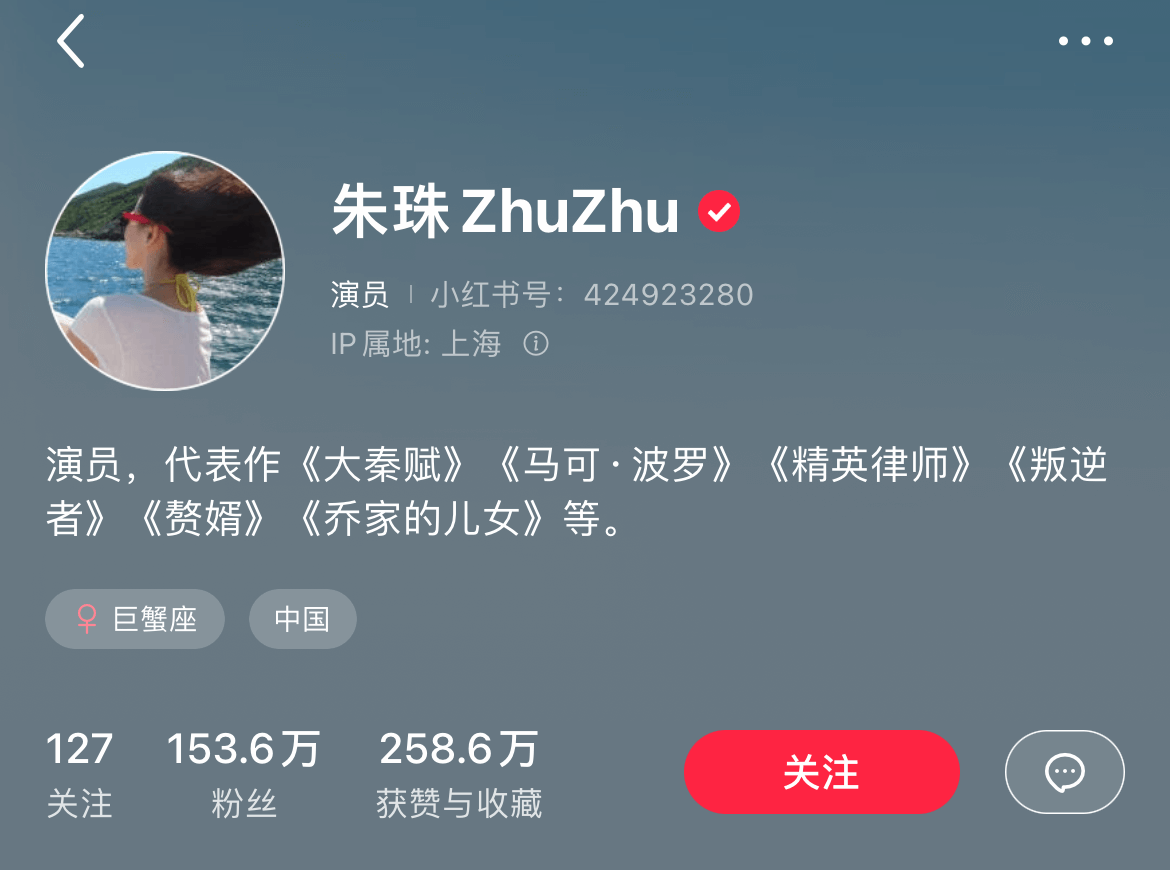 朱珠 ZhuZhu
演员 | 小红书号：424923280
IP属地: 上海
演员，代表作《大秦赋》《马可·波罗》《精英律师》《叛逆
者》《赘婿》《乔家的儿女》等。
♀ 巨蟹座 中国
127 153.6万 258.6万
关注 粉丝 获赞与收藏 关注